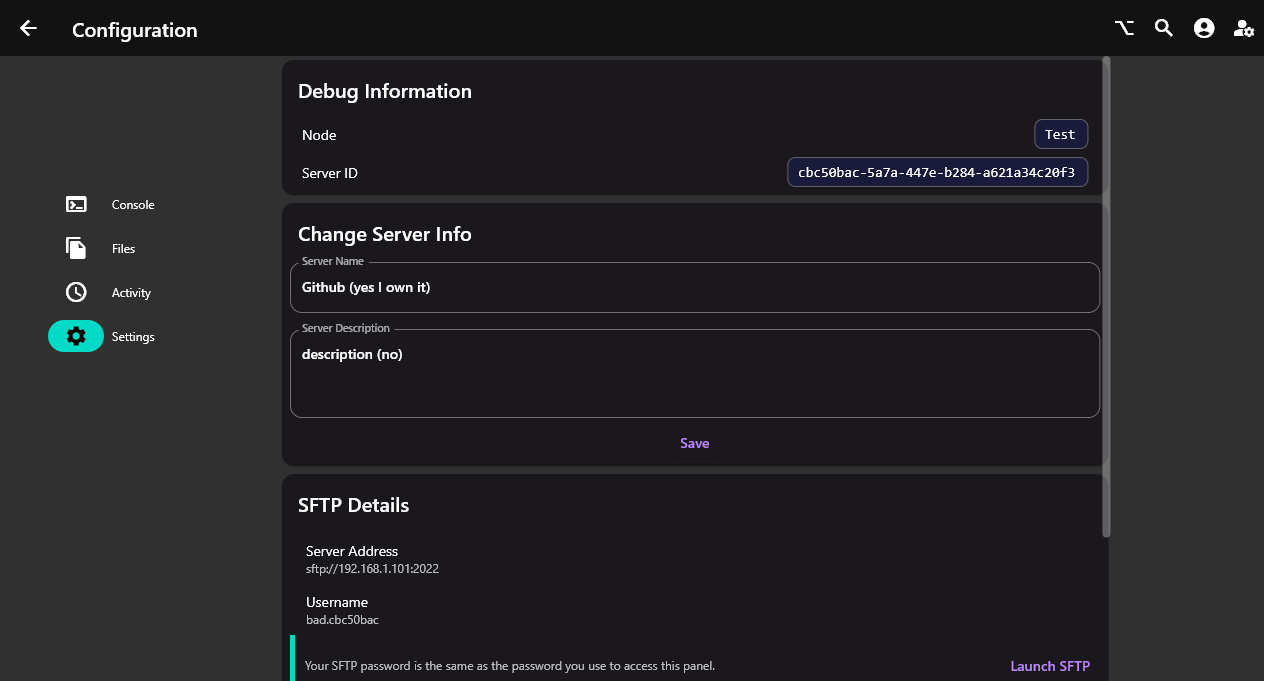 Configuration
Console
Files
Activity
Settings
Debug Information
Node
Test
Server ID
cbc50bac-5a7a-447e-b284-a621a34c20f3
Change Server Info
Server Name
Github (yes I own it)
Server Description
description (no)
Save
SFTP Details
Server Address
sftp://192.168.1.101:2022
Username
bad.cbc50bac
Your SFTP password is the same as the password you use to access this panel.
Launch SFTP